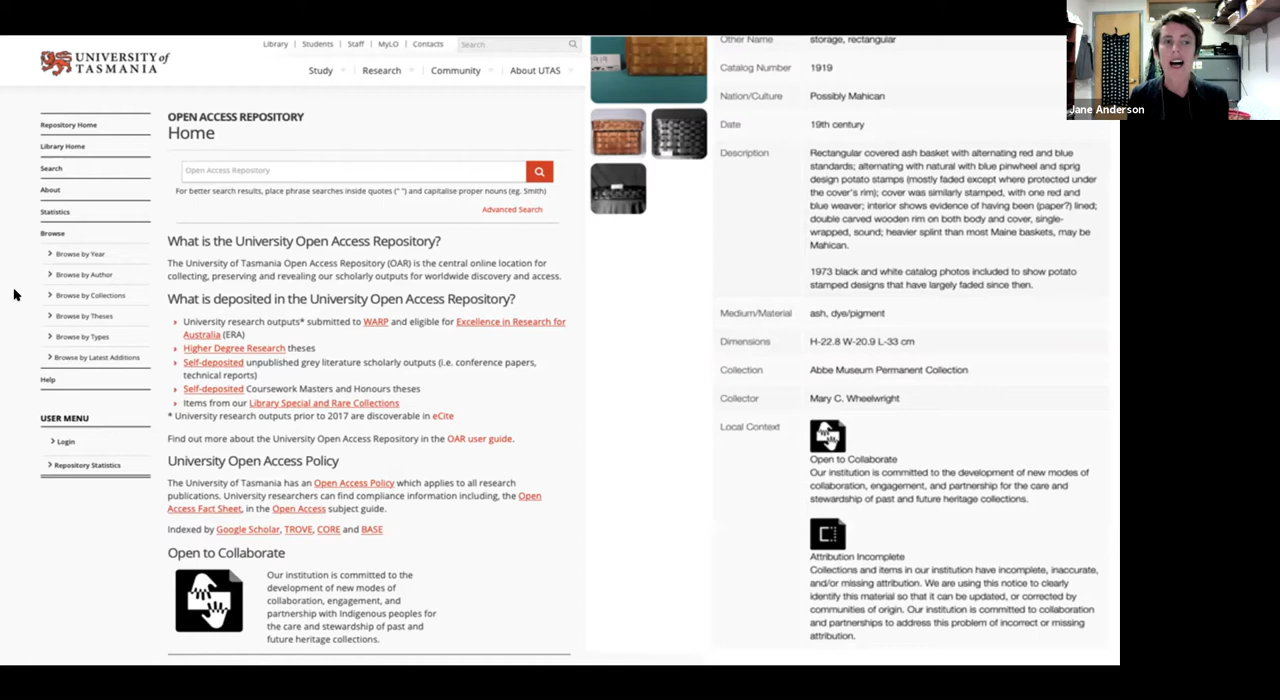 Library | Students | Staff | MyLO | Contacts
Search
UNIVERSITY of
TASMANIA
Study
Research
Community
About UTAS
Repository Home
Library Home
Search
About
Statistics
Browse
Browse by Year
Browse by Author
Browse by Collections
Browse by Theses
Browse by Types
Browse by Latest Additions
Help
USER MENU
Login
Repository Statistics
OPEN ACCESS REPOSITORY
Home
Open Access Repository
For better search results, place phrase searches inside quotes (" ") and capitalise proper nouns (eg. Smith)
Advanced Search
What is the University Open Access Repository?
The University of Tasmania Open Access Repository (OAR) is the central online location for
collecting, preserving and revealing our scholarly outputs for worldwide discovery and access.
What is deposited in the University Open Access Repository?
University research outputs* submitted to WARP and eligible for Excellence in Research for
Australia (ERA)
Higher Degree Research theses
Self-deposited unpublished grey literature scholarly outputs (i.e. conference papers,
technical reports)
Self-deposited Coursework Masters and Honours theses
Items from our Library Special and Rare Collections
* University research outputs prior to 2017 are discoverable in eCite
Find out more about the University Open Access Repository in the OAR user guide.
University Open Access Policy
The University of Tasmania has an Open Access Policy which applies to all research
publications. University researchers can find compliance information including, the Open
Access Fact Sheet, in the Open Access subject guide.
Indexed by Google Scholar, TROVE, CORE and BASE
Open to Collaborate
Our institution is committed to the
development of new modes of
collaboration, engagement, and
partnership with Indigenous peoples for
the care and stewardship of past and
future heritage collections.
1919
Other Name
storage, rectangular
Catalog Number
1919
Nation/Culture
Possibly Mahican
Date
19th century
Description
Rectangular covered ash basket with alternating red and blue
standards; alternating with natural with blue pinwheel and sprig
design potato stamps (mostly faded except where protected under
the cover's rim); cover was similarly stamped, with one red and
blue weaver; interior shows evidence of having been (paper?) lined;
double carved wooden rim on both body and cover, single-
wrapped, sound; heavier splint than most Maine baskets, may be
Mahican.
1973 black and white catalog photos included to show potato
stamped designs that have largely faded since then.
Medium/Material
ash, dye/pigment
Dimensions
H-22.8 W-20.9 L-33 cm
Collection
Abbe Museum Permanent Collection
Collector
Mary C. Wheelwright
Local Context
Open to Collaborate
Our institution is committed to the development of new modes of
collaboration, engagement, and partnership for the care and
stewardship of past and future heritage collections.
Attribution Incomplete
Collections and items in our institution have incomplete, inaccurate,
and/or missing attribution. We are using this notice to clearly
identify this material so that it can be updated, or corrected by
communities of origin. Our institution is committed to collaboration
and partnerships to address this problem of incorrect or missing
attribution.
Jane Anderson